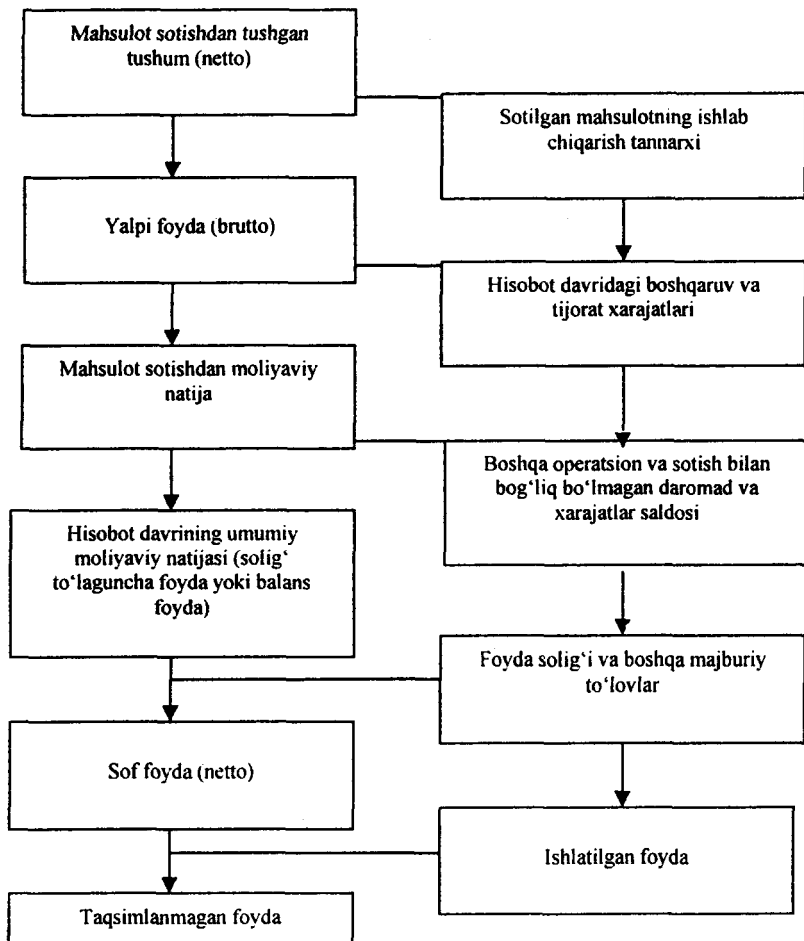 Mahsulot sotishdan tushgan
tushum (netto)
Sotilgan mahsulotning ishlab
chiqarish tannarxi
Yalpi foyda (brutto)
Hisobot davridagi boshqaruv va
tijorat xarajatlari
Mahsulot sotishdan moliyaviy
natija
Boshqa operatsion va sotish bilan
bog‘liq bo‘lmagan daromad va
xarajatlar saldosi
Hisobot davrining umumiy
moliyaviy natijasi (solig‘
to‘laguncha foyda yoki balans
foyda)
Foyda solig‘i va boshqa majburiy
to‘lovlar
Sof foyda (netto)
Ishlatilgan foyda
Taqsimlanmagan foyda